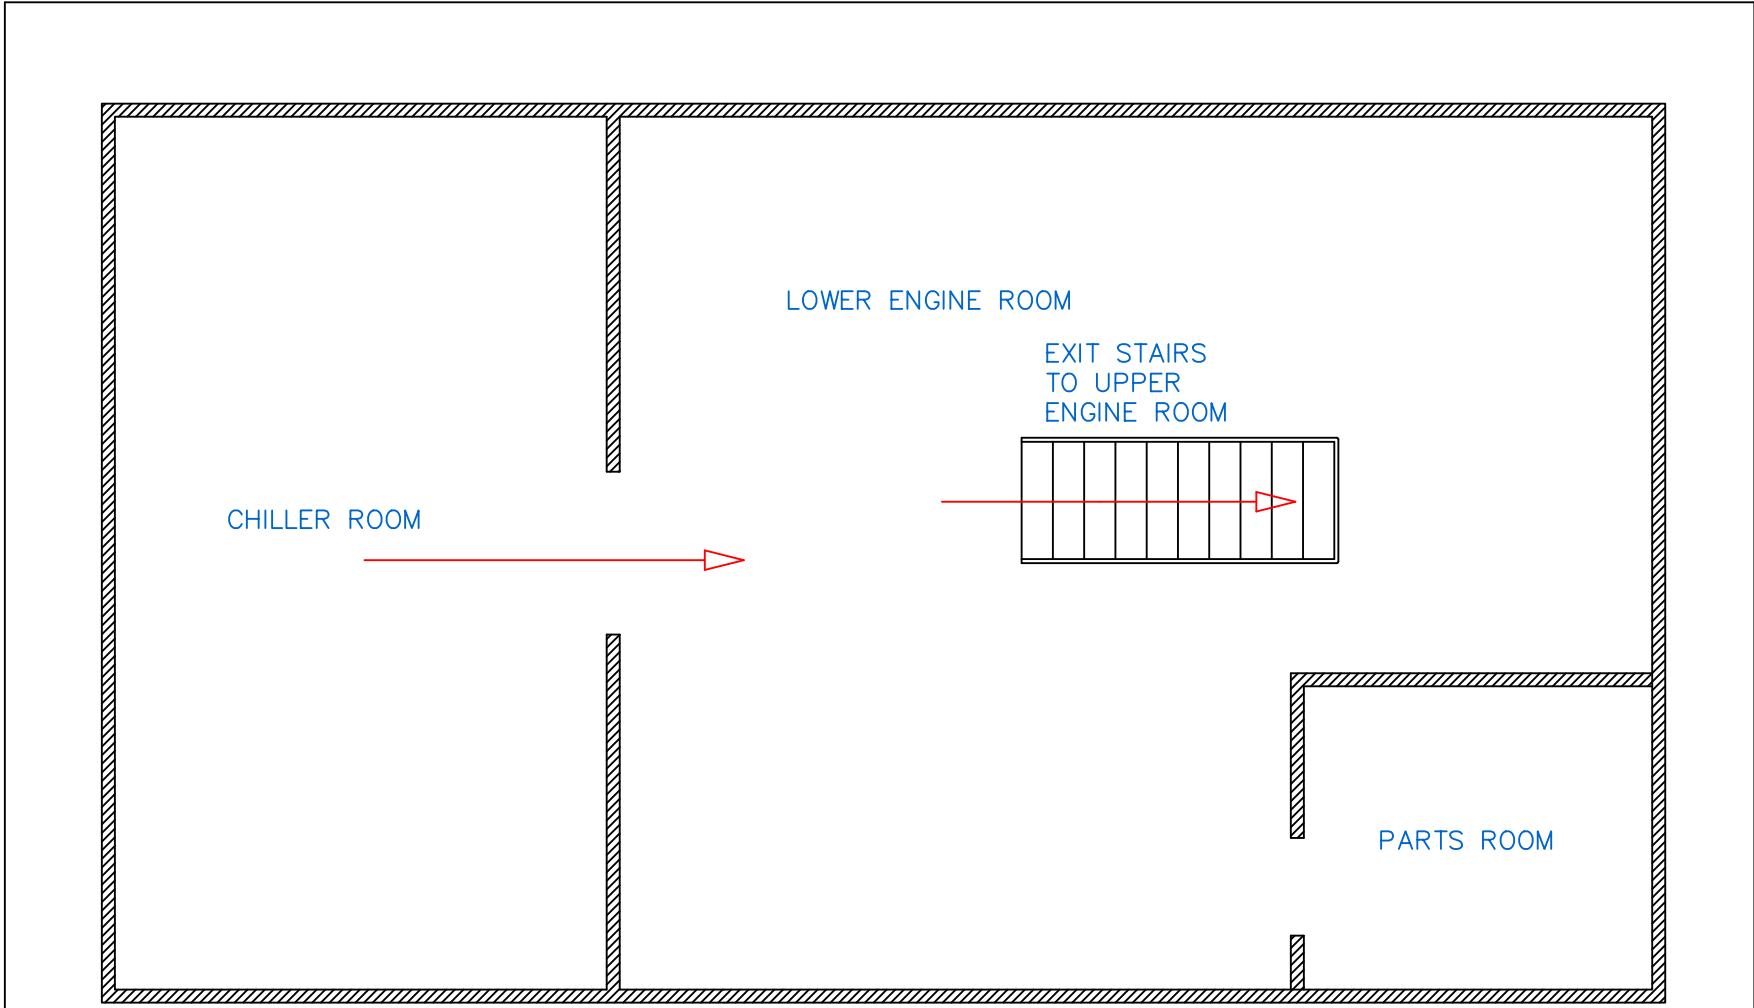 LOWER ENGINE ROOM
EXIT STAIRS
TO UPPER
ENGINE ROOM
CHILLER ROOM
PARTS ROOM